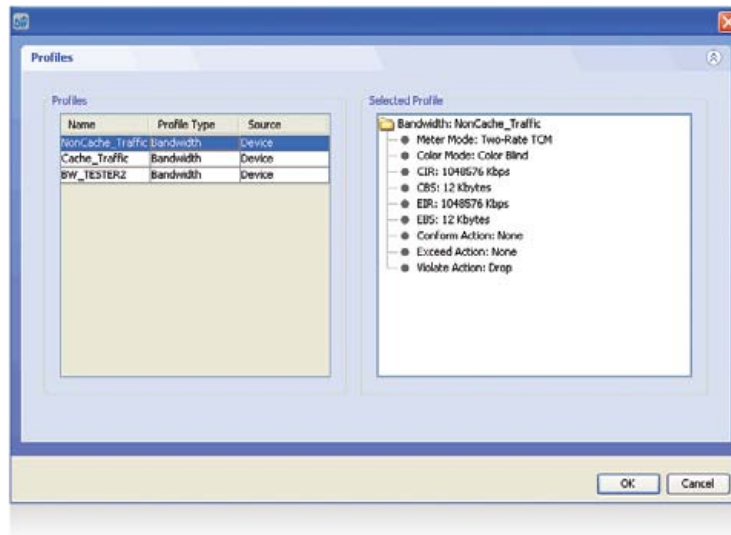 Profiles
Profiles
Name Profile Type Source
NonCache_Traffic Bandwidth Device
Cache_Traffic Bandwidth Device
BW_TESTER2 Bandwidth Device
Selected Profile
Bandwidth: NonCache_Traffic
Meter Mode: Two-Rate TCM
Color Mode: Color Blind
CIR: 1048576 Kbps
CBS: 12 Kbytes
EIR: 1048576 Kbps
EBS: 12 Kbytes
Conform Action: None
Exceed Action: None
Violate Action: Drop
OK Cancel